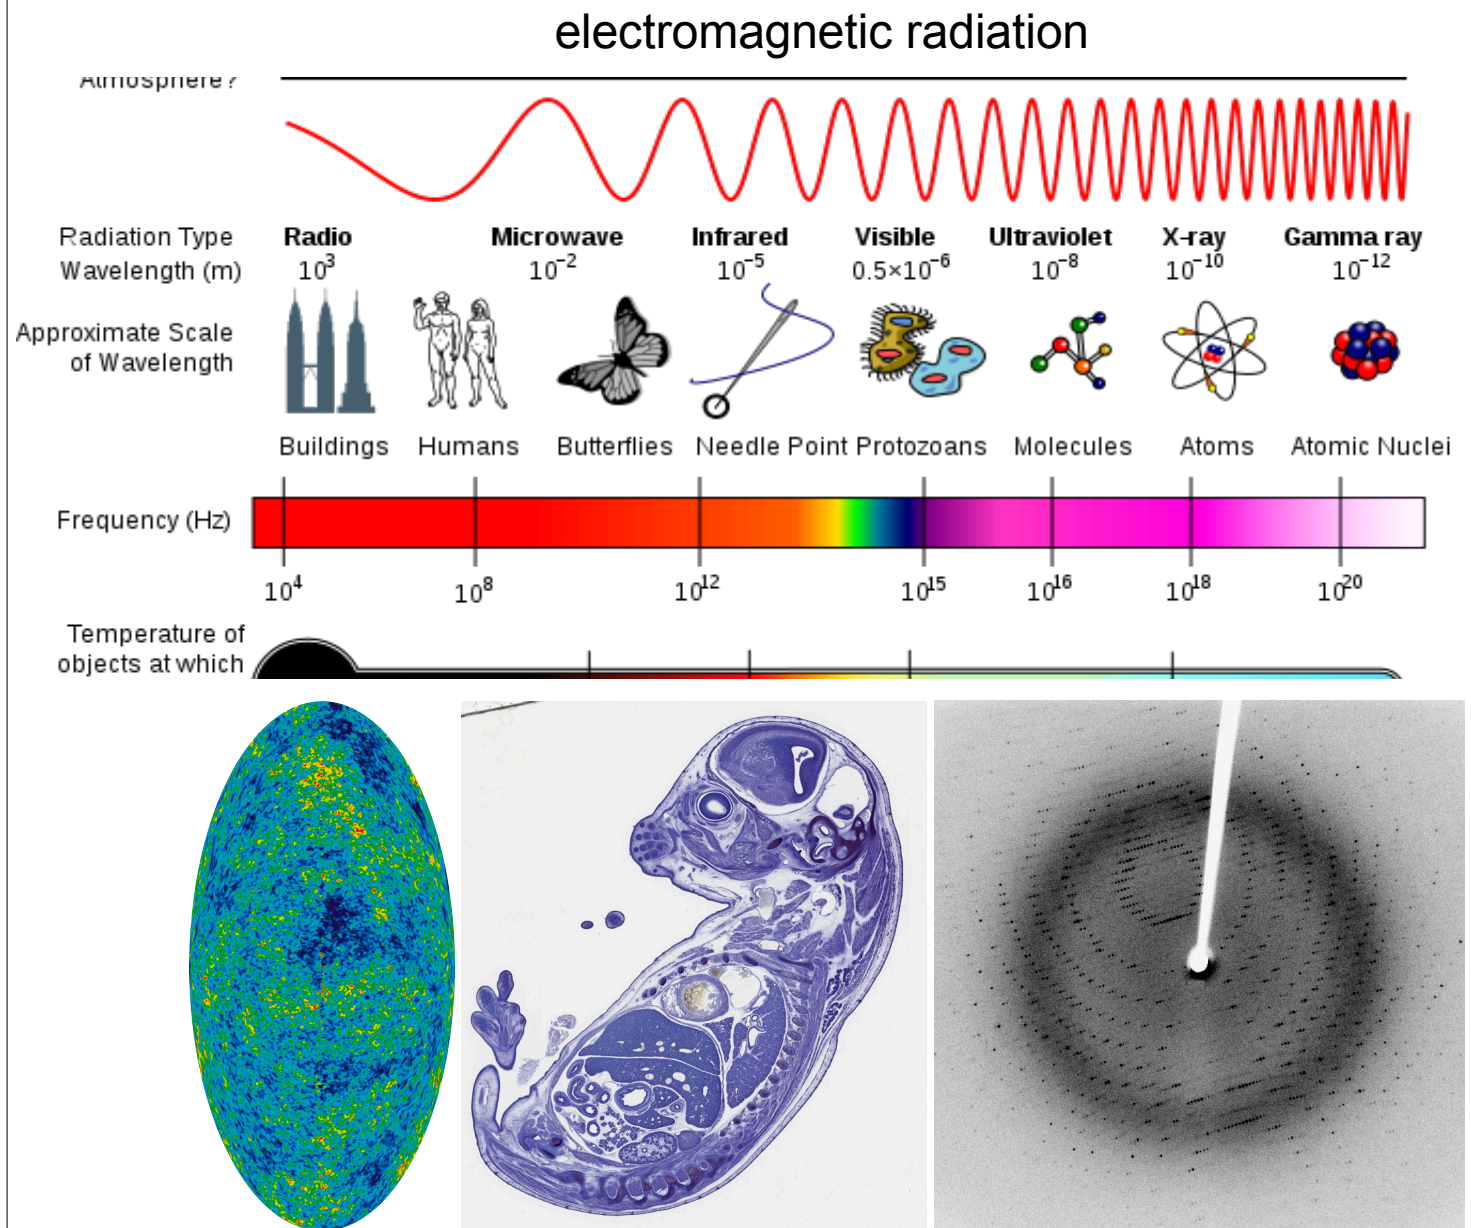 electromagnetic radiation
Atmosphere?
Radiation Type Radio Microwave Infrared Visible Ultraviolet X-ray Gamma ray
Wavelength (m) 10³ 10⁻² 10⁻⁵ 0.5×10⁻⁶ 10⁻⁸ 10⁻¹⁰ 10⁻¹²
Approximate Scale
of Wavelength
Buildings Humans Butterflies Needle Point Protozoans Molecules Atoms Atomic Nuclei
Frequency (Hz)
10⁴ 10⁸ 10¹² 10¹⁵ 10¹⁶ 10¹⁸ 10²⁰
Temperature of
objects at which